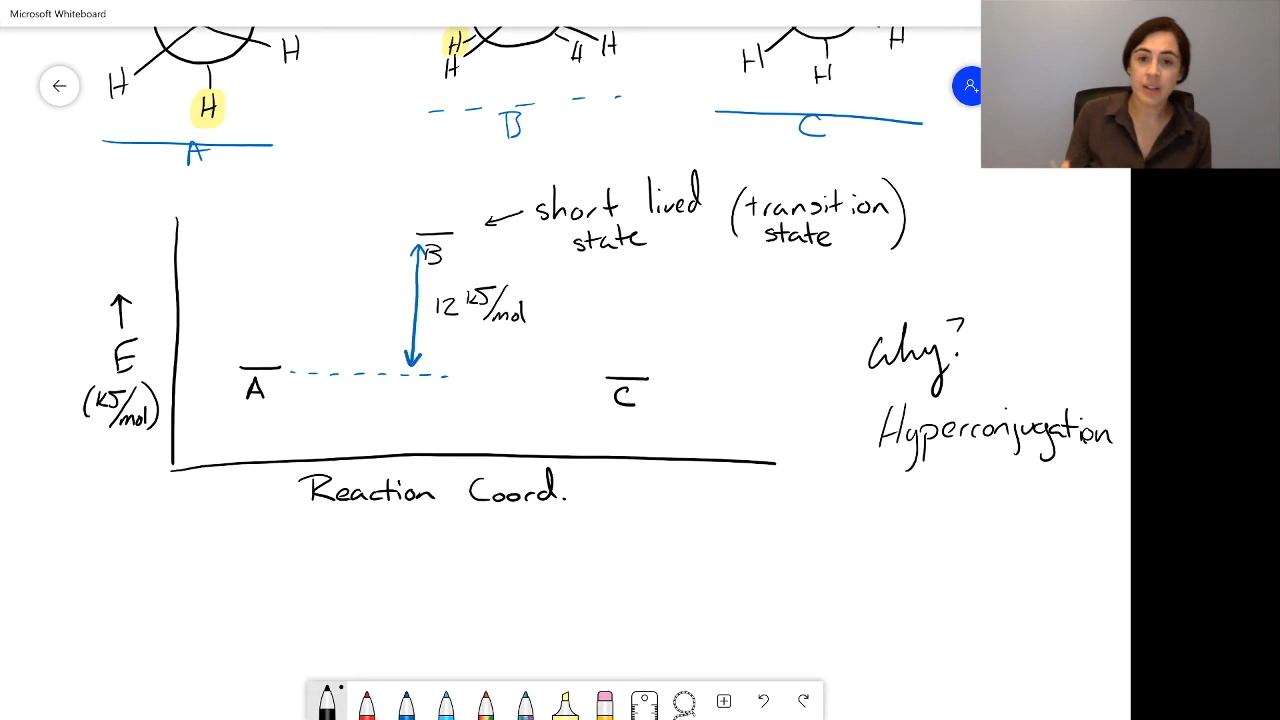 Microsoft Whiteboard
H
H
H
H
H
H
H
H
H
H
A
B
C
short lived
state
(transition
state)
B
12 kJ/mol
↑
E
(kJ/mol)
A
C
Why?
Hyperconjugation
Reaction Coord.